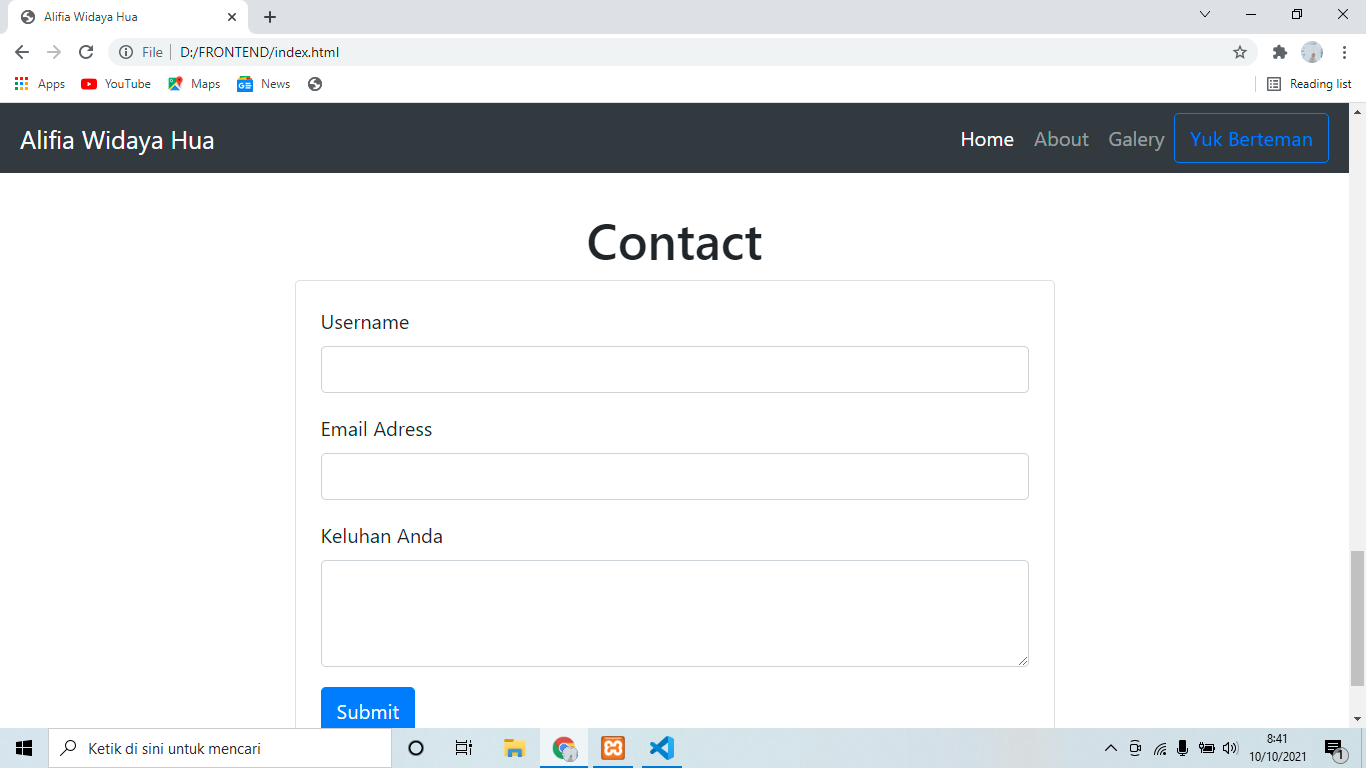 Alifia Widaya Hua
File D:/FRONTEND/index.html
Apps YouTube Maps News Reading list
Alifia Widaya Hua Home About Galery Yuk Berteman
Contact
Username
Email Adress
Keluhan Anda
Submit
Ketik di sini untuk mencari
8:41
10/10/2021
1